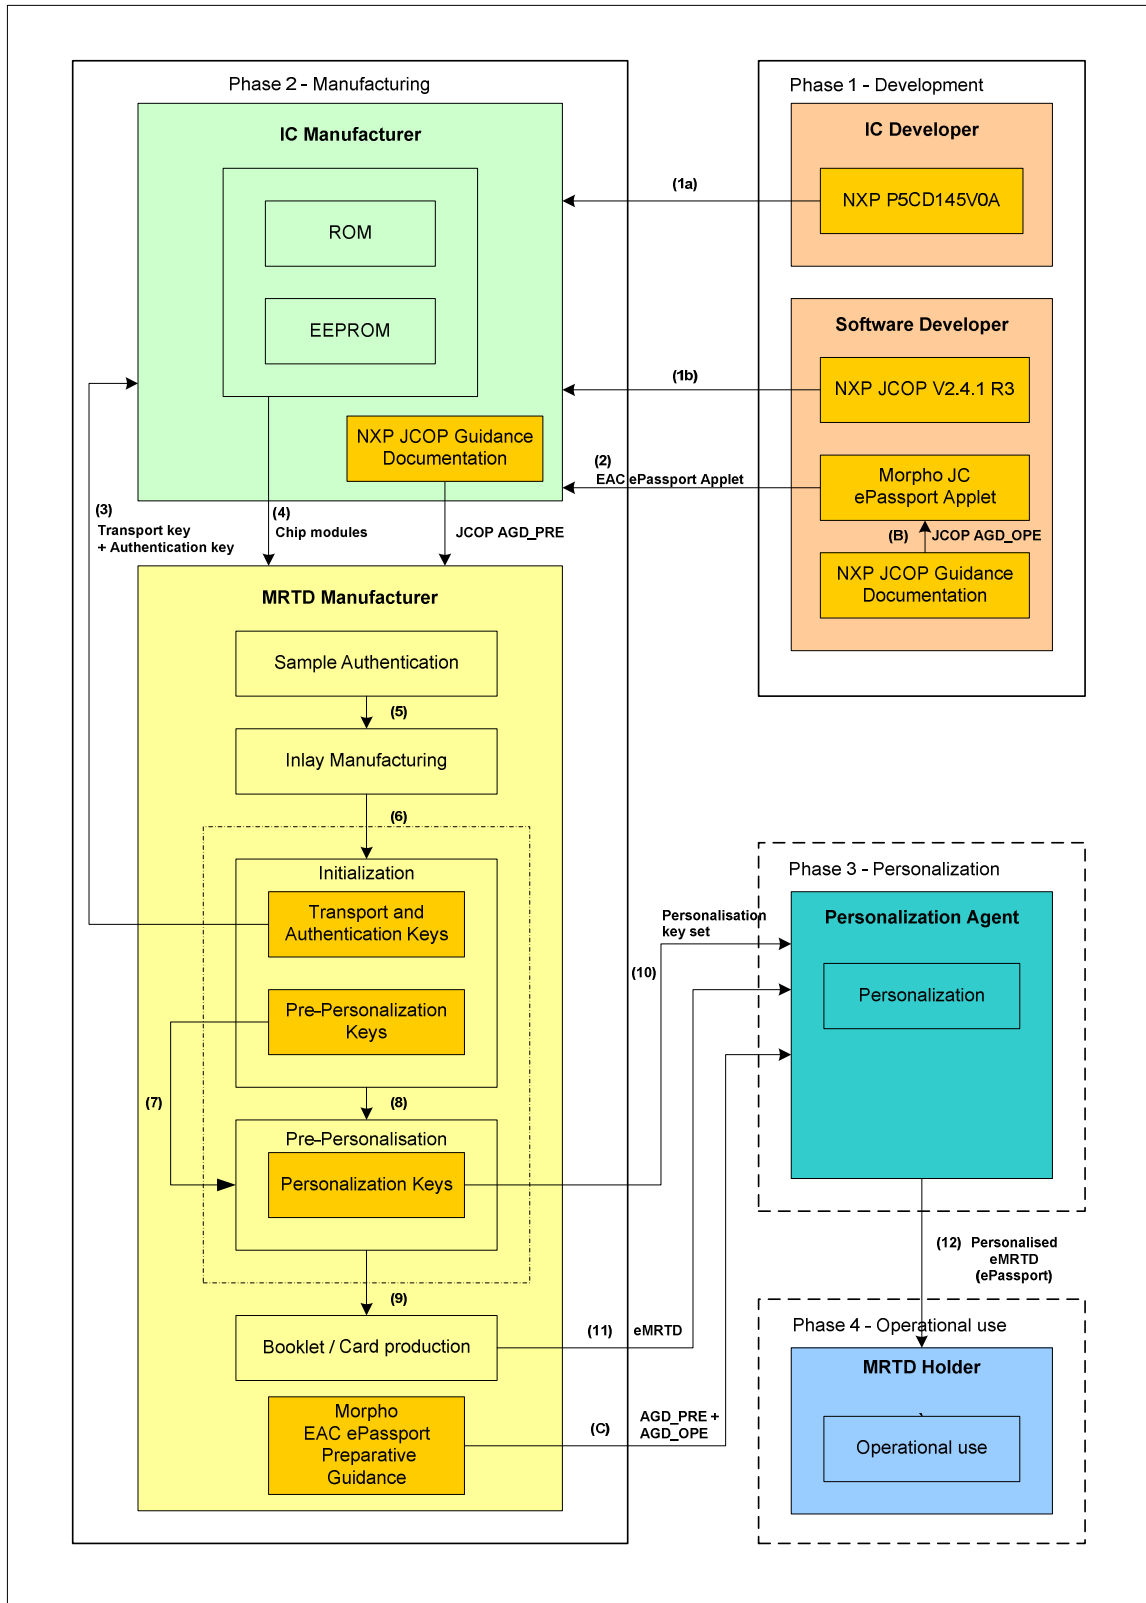 Phase 2 - Manufacturing
IC Manufacturer
ROM
EEPROM
NXP JCOP Guidance
Documentation
(3)
Transport key
+ Authentication key
(4)
Chip modules
JCOP AGD_PRE
MRTD Manufacturer
Sample Authentication
(5)
Inlay Manufacturing
(6)
Initialization
Transport and
Authentication Keys
Pre-Personalization
Keys
(7)
(8)
Pre-Personalisation
Personalization Keys
(9)
Booklet / Card production
Morpho
EAC ePassport
Preparative
Guidance
Phase 1 - Development
IC Developer
NXP P5CD145V0A
(1a)
Software Developer
NXP JCOP V2.4.1 R3
(1b)
Morpho JC
ePassport Applet
(2)
EAC ePassport Applet
(B)
JCOP AGD_OPE
NXP JCOP Guidance
Documentation
Phase 3 - Personalization
Personalization Agent
Personalization
Personalisation
key set
(10)
(11)
eMRTD
(C)
AGD_PRE +
AGD_OPE
(12) Personalised
eMRTD
(ePassport)
Phase 4 - Operational use
MRTD Holder
Operational use